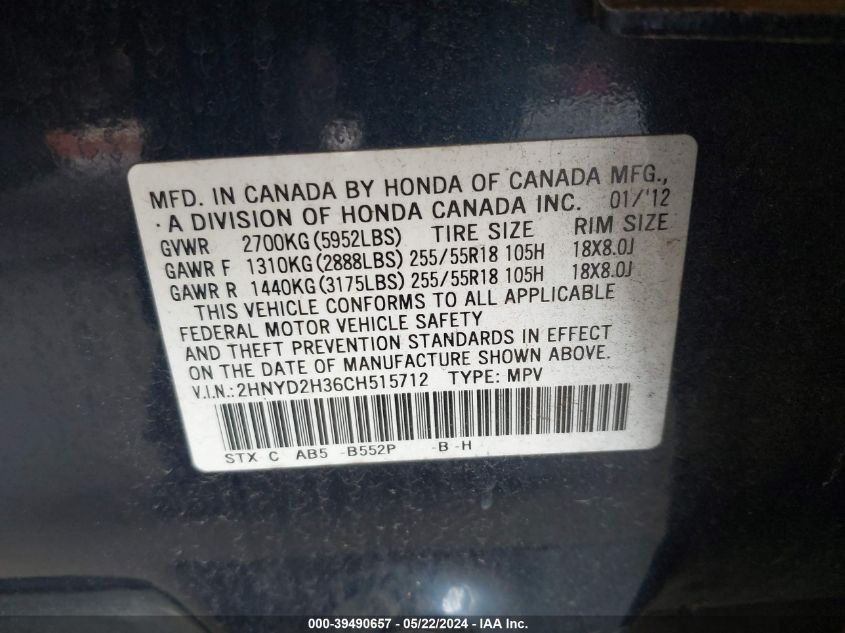 MFD. IN CANADA BY HONDA OF CANADA MFG.,
A DIVISION OF HONDA CANADA INC. 01/'12
GVWR 2700KG (5952LBS) TIRE SIZE RIM SIZE
GAWR F 1310KG (2888LBS) 255/55R18 105H 18X8.0J
GAWR R 1440KG (3175LBS) 255/55R18 105H 18X8.0J
THIS VEHICLE CONFORMS TO ALL APPLICABLE
FEDERAL MOTOR VEHICLE SAFETY
AND THEFT PREVENTION STANDARDS IN EFFECT
ON THE DATE OF MANUFACTURE SHOWN ABOVE.
V.I.N.:2HNYD2H36CH515712 TYPE: MPV
STX C AB5 -B552P -B -H
000-39490657 - 05/22/2024 - IAA Inc.